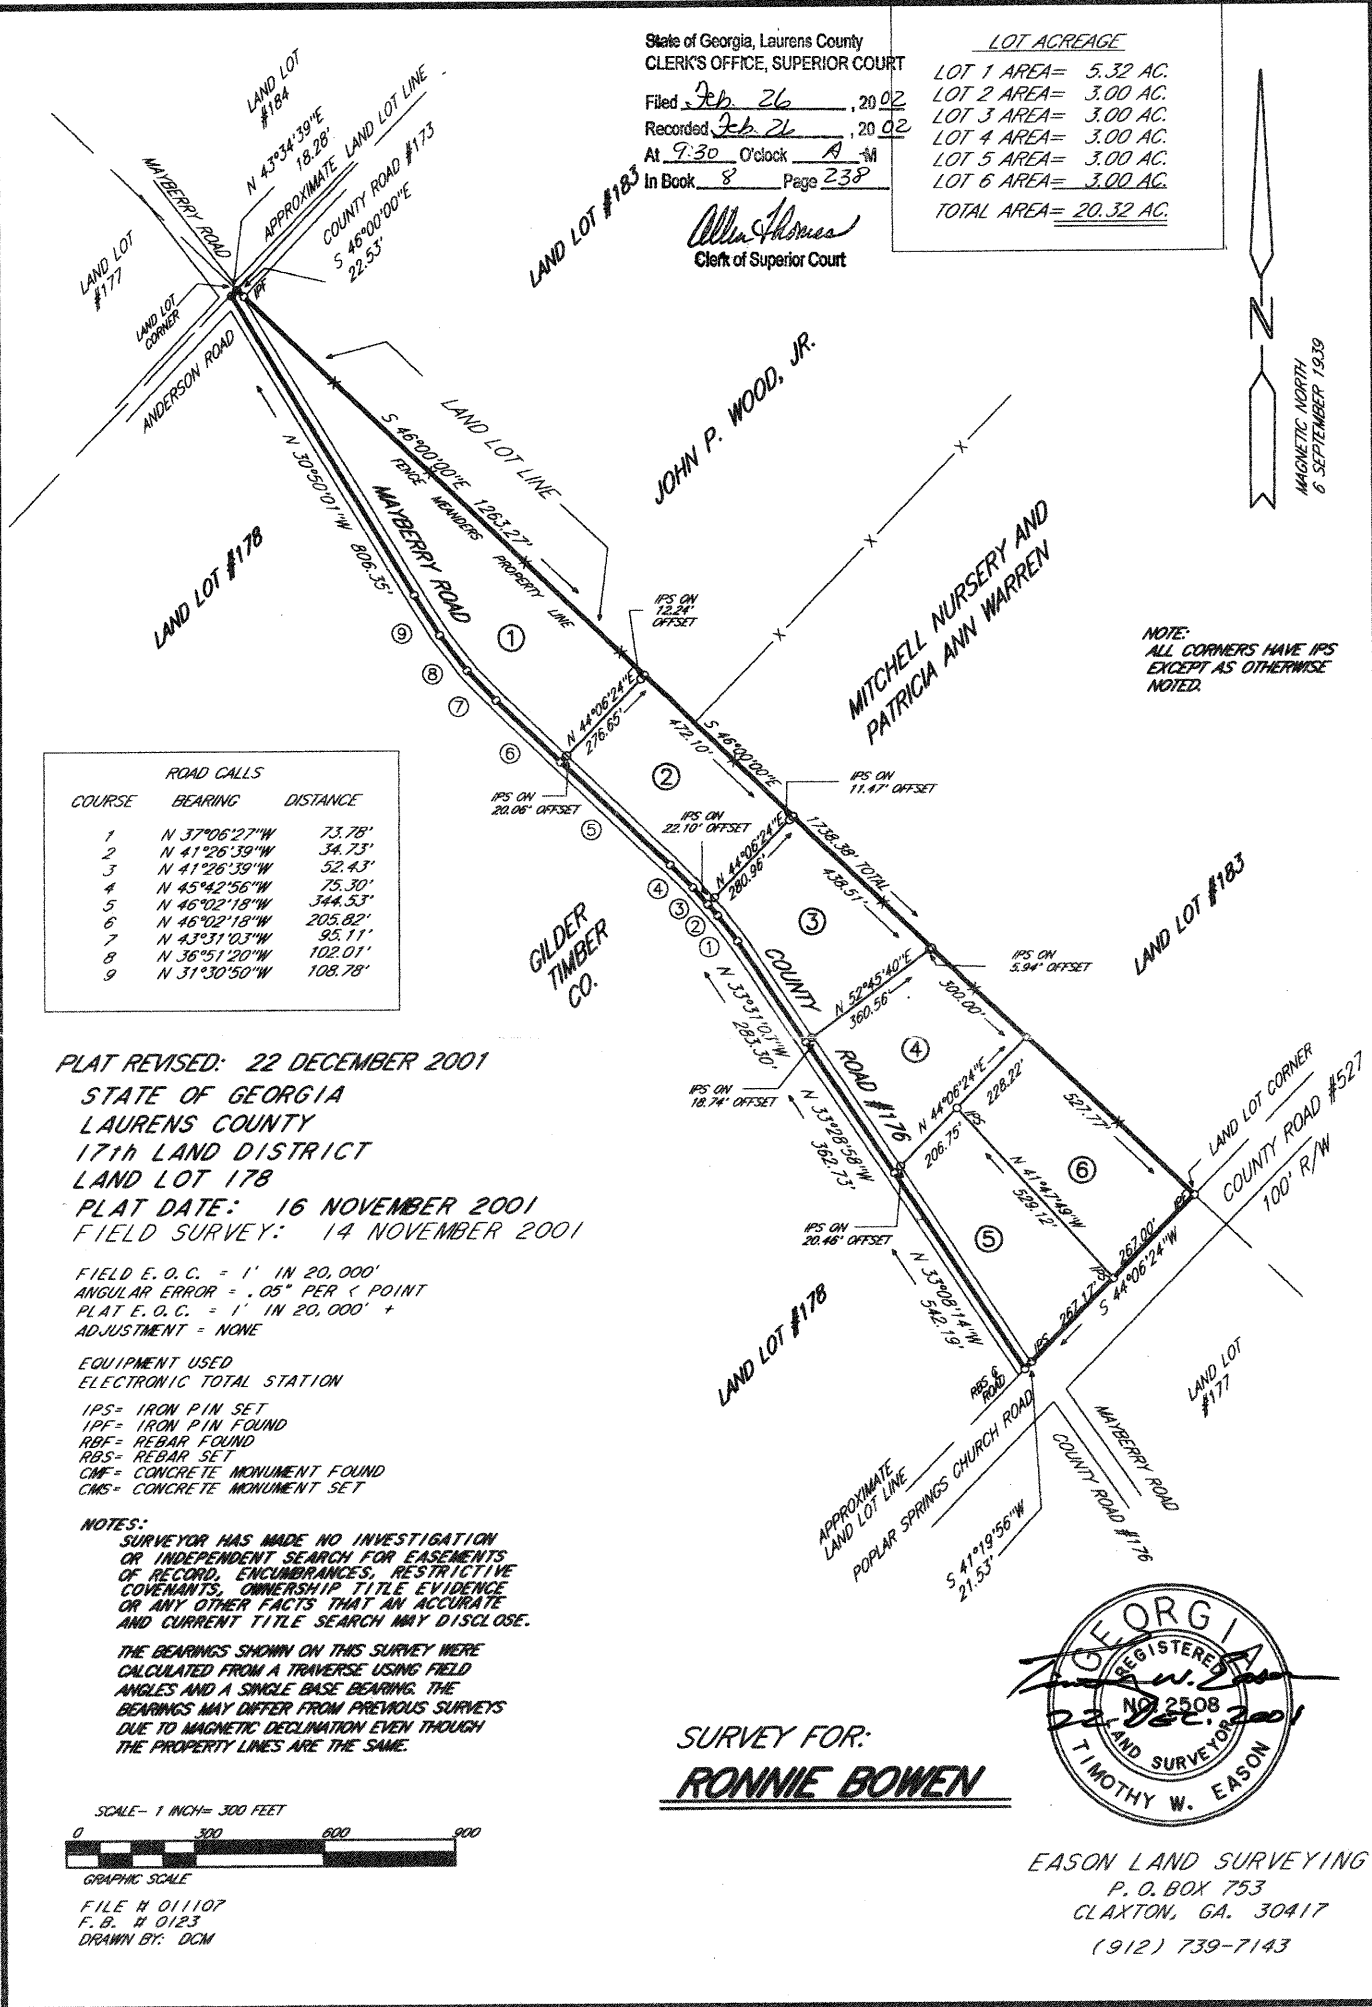 State of Georgia, Laurens County
CLERK'S OFFICE, SUPERIOR COURT
Filed Feb. 26, 2002
Recorded Feb. 26, 2002
At 9:30 O'clock A M
In Book 8 Page 238
Allen Thomas
Clerk of Superior Court
LOT ACREAGE
LOT 1 AREA= 5.32 AC.
LOT 2 AREA= 3.00 AC.
LOT 3 AREA= 3.00 AC.
LOT 4 AREA= 3.00 AC.
LOT 5 AREA= 3.00 AC.
LOT 6 AREA= 3.00 AC.
TOTAL AREA= 20.32 AC.
N
MAGNETIC NORTH
6 SEPTEMBER 1939
LAND LOT
#184
N 43°34'39"E
18.28'
APPROXIMATE LAND LOT LINE
COUNTY ROAD #173
S 46°00'00"E
22.53'
MAYBERRY ROAD
LAND LOT
#177
LAND LOT
CORNER
IPF
ANDERSON ROAD
LAND LOT #183
JOHN P. WOOD, JR.
LAND LOT LINE
S 46°00'00"E 1263.27'
FENCE MEANDERS PROPERTY LINE
N 30°50'01"W 806.35'
MAYBERRY ROAD
LAND LOT #178
1
9
8
7
6
5
4
3
2
1
IPS ON
12.24'
OFFSET
N 44°06'24"E
276.65'
IPS ON
20.06' OFFSET
2
S 46°00'00"E
472.10'
MITCHELL NURSERY AND
PATRICIA ANN WARREN
NOTE:
ALL CORNERS HAVE IPS
EXCEPT AS OTHERWISE
NOTED.
IPS ON
11.47' OFFSET
IPS ON
22.10' OFFSET
N 44°06'24"E
280.96'
1738.38' TOTAL
438.51'
3
GILDER
TIMBER
CO.
COUNTY ROAD #176
LAND LOT #183
IPS ON
5.94' OFFSET
N 52°45'40"E
360.56'
300.00'
N 33°31'07"W
283.30'
IPS ON
18.74' OFFSET
4
N 44°06'24"E
228.22'
206.75'
IPS
N 33°28'58"W
362.73'
527.77'
LAND LOT CORNER
COUNTY ROAD #527
100' R/W
6
N 41°47'49"W
529.12'
IPF
IPS ON
20.46' OFFSET
5
N 33°08'14"W
542.19'
IPS
267.00'
267.17'
S 44°06'24"W
IPS
RBS @
ROAD
LAND LOT #178
LAND LOT
#177
APPROXIMATE
LAND LOT LINE
POPLAR SPRINGS CHURCH ROAD
MAYBERRY ROAD
COUNTY ROAD #176
S 41°19'56"W
21.53'
ROAD CALLS
COURSE BEARING DISTANCE
1 N 37°06'27"W 73.78'
2 N 41°26'39"W 34.73'
3 N 41°26'39"W 52.43'
4 N 45°42'56"W 75.30'
5 N 46°02'18"W 344.53'
6 N 46°02'18"W 205.82'
7 N 43°31'03"W 95.11'
8 N 36°51'20"W 102.01'
9 N 31°30'50"W 108.78'
PLAT REVISED: 22 DECEMBER 2001
STATE OF GEORGIA
LAURENS COUNTY
17th LAND DISTRICT
LAND LOT 178
PLAT DATE: 16 NOVEMBER 2001
FIELD SURVEY: 14 NOVEMBER 2001
FIELD E.O.C. = 1' IN 20,000'
ANGULAR ERROR = .05" PER < POINT
PLAT E.O.C. = 1' IN 20,000' +
ADJUSTMENT = NONE
EQUIPMENT USED
ELECTRONIC TOTAL STATION
IPS= IRON PIN SET
IPF= IRON PIN FOUND
RBF= REBAR FOUND
RBS= REBAR SET
CMF= CONCRETE MONUMENT FOUND
CMS= CONCRETE MONUMENT SET
NOTES:
SURVEYOR HAS MADE NO INVESTIGATION
OR INDEPENDENT SEARCH FOR EASEMENTS
OF RECORD, ENCUMBRANCES, RESTRICTIVE
COVENANTS, OWNERSHIP TITLE EVIDENCE
OR ANY OTHER FACTS THAT AN ACCURATE
AND CURRENT TITLE SEARCH MAY DISCLOSE.
THE BEARINGS SHOWN ON THIS SURVEY WERE
CALCULATED FROM A TRAVERSE USING FIELD
ANGLES AND A SINGLE BASE BEARING. THE
BEARINGS MAY DIFFER FROM PREVIOUS SURVEYS
DUE TO MAGNETIC DECLINATION EVEN THOUGH
THE PROPERTY LINES ARE THE SAME.
SCALE- 1 INCH= 300 FEET
0 300 600 900
GRAPHIC SCALE
FILE # 011107
F.B. # 0123
DRAWN BY: DCM
SURVEY FOR:
RONNIE BOWEN
GEORGIA
REGISTERED
NO. 2508
LAND SURVEYOR
TIMOTHY W. EASON
Timothy W. Eason
22 DEC. 2001
EASON LAND SURVEYING
P.O. BOX 753
CLAXTON, GA. 30417
(912) 739-7143